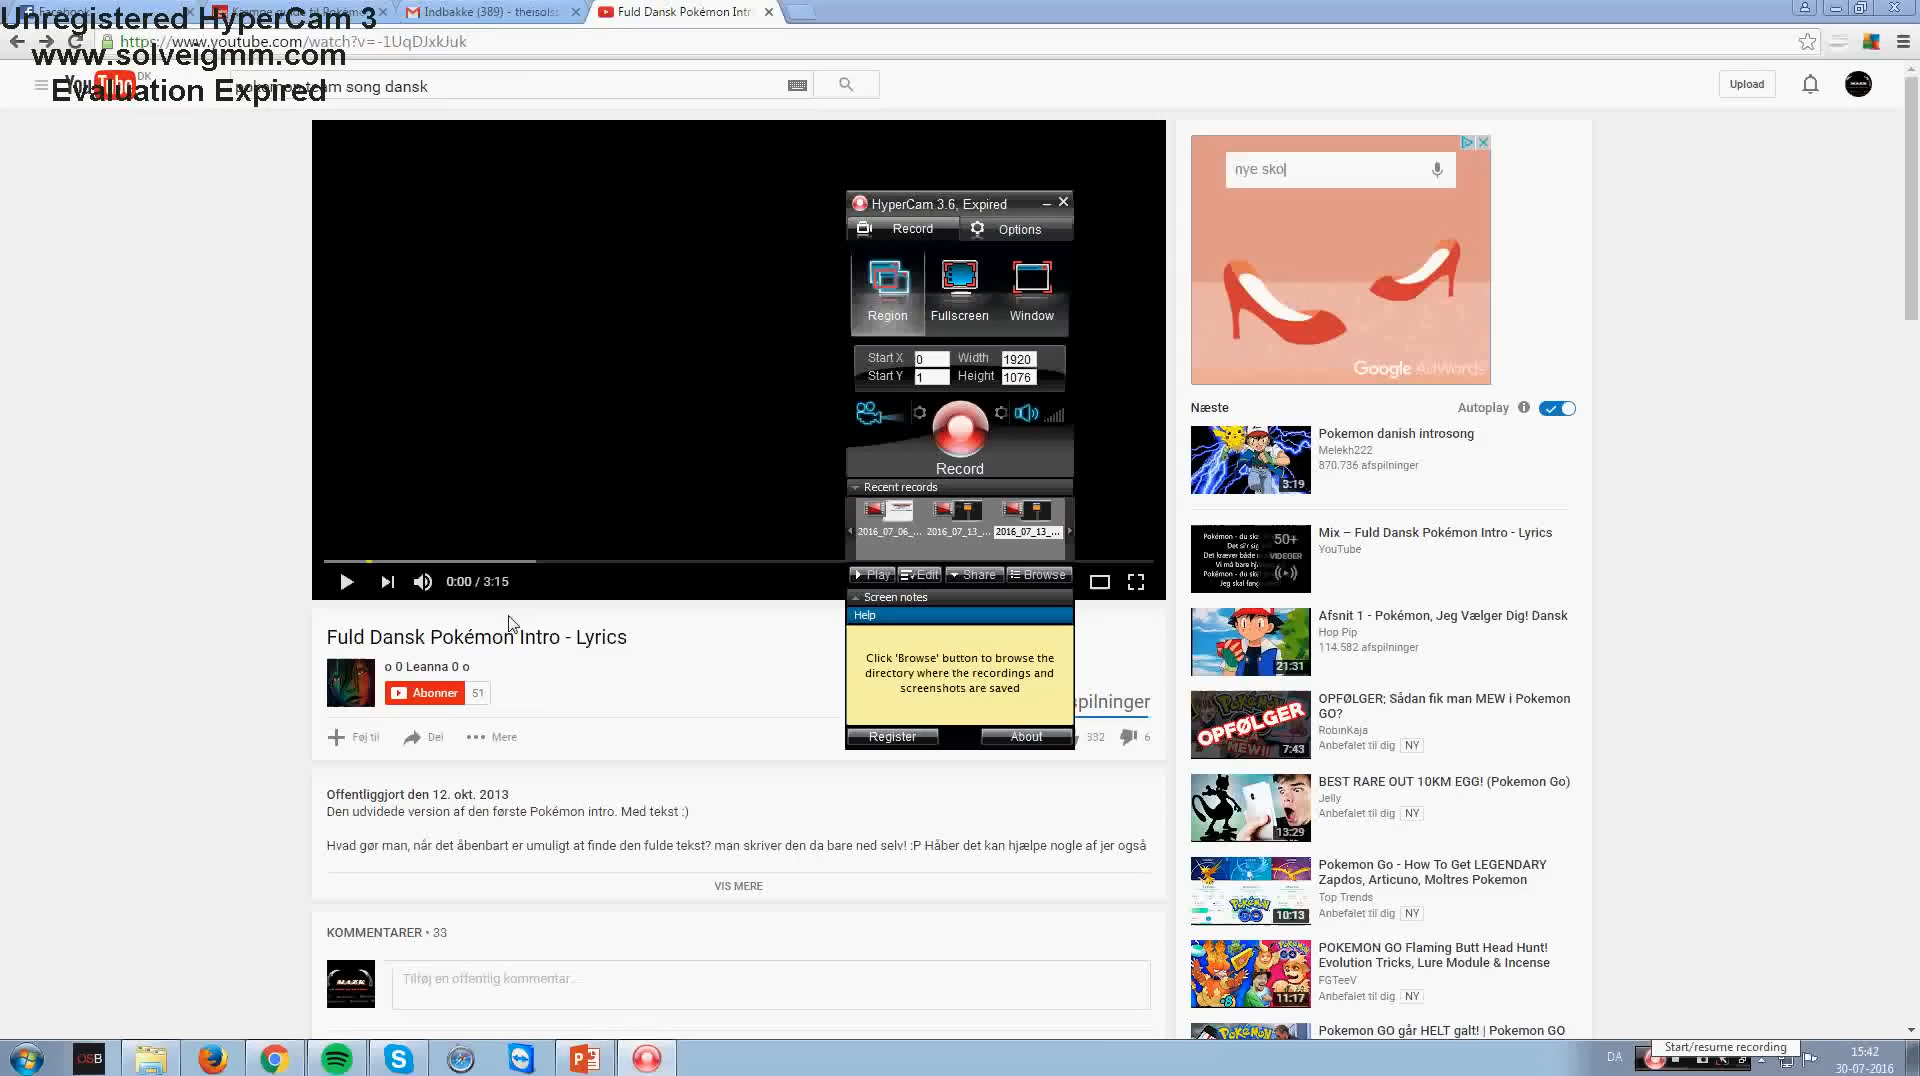 Unregistered HyperCam 3
www.solveigmm.com
Evaluation Expired
Facebook
Kæmpe guide til Pokémo
Indbakke (389) - theisolss
Fuld Dansk Pokémon Intr
https://www.youtube.com/watch?v=-1UqDJxkJuk
YouTube DK
pokemon team song dansk
Upload
nye sko
Google AdWords
HyperCam 3.6, Expired
Record
Options
Region
Fullscreen
Window
Start X 0 Width 1920
Start Y 1 Height 1076
Record
Recent records
2016_07_06_...
2016_07_13_...
2016_07_13_...
Play
Edit
Share
Browse
Screen notes
Help
Click 'Browse' button to browse the
directory where the recordings and
screenshots are saved
Register
About
0:00 / 3:15
Fuld Dansk Pokémon Intro - Lyrics
o 0 Leanna 0 o
Abonner
51
spilninger
Føj til
Del
Mere
332
6
Offentliggjort den 12. okt. 2013
Den udvidede version af den første Pokémon intro. Med tekst :)
Hvad gør man, når det åbenbart er umuligt at finde den fulde tekst? man skriver den da bare ned selv! :P Håber det kan hjælpe nogle af jer også
VIS MERE
KOMMENTARER • 33
Tilføj en offentlig kommentar...
Næste
Autoplay
Pokemon danish introsong
Melekh222
870.736 afspilninger
3:19
Mix – Fuld Dansk Pokémon Intro - Lyrics
YouTube
50+
VIDEOER
Afsnit 1 - Pokémon, Jeg Vælger Dig! Dansk
Hop Pip
114.582 afspilninger
21:31
OPFØLGER; Sådan fik man MEW i Pokemon
GO?
RobinKaja
Anbefalet til dig NY
OPFØLGER
7:43
BEST RARE OUT 10KM EGG! (Pokemon Go)
Jelly
Anbefalet til dig NY
13:29
Pokemon Go - How To Get LEGENDARY
Zapdos, Articuno, Moltres Pokemon
Top Trends
Anbefalet til dig NY
10:13
POKEMON GO Flaming Butt Head Hunt!
Evolution Tricks, Lure Module & Incense
FGTeeV
Anbefalet til dig NY
11:17
Pokemon GO går HELT galt! | Pokemon GO
Start/resume recording
OSB
DA
15:42
30-07-2016